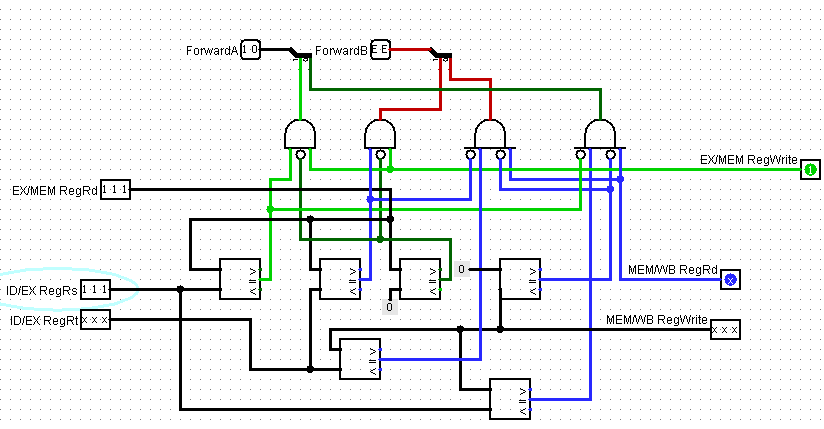 ForwardA 1 0 ForwardB E E
EX/MEM RegWrite 1
EX/MEM RegRd 1 1 1
0
MEM/WB RegRd x
> = < > = < > = < > = <
ID/EX RegRs 1 1 1
0
ID/EX RegRt x x x
MEM/WB RegWrite x x x
> = <
> = <